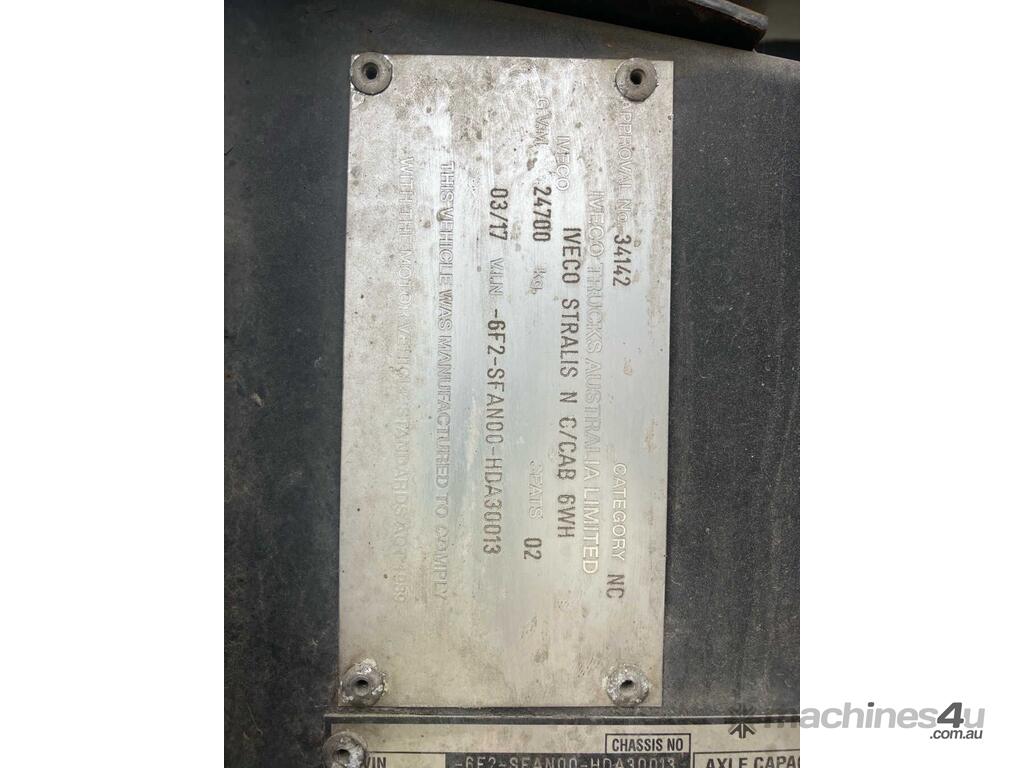 APPROVAL No. 34142 CATEGORY NC
IVECO TRUCKS AUSTRALIA LIMITED
IVECO IVECO STRALIS N C/CAB 6WH
G.V.M. 24700 kg. SEATS 02
03/17 V.I.N. -6F2-SFAN00-HDA30013
THIS VEHICLE WAS MANUFACTURED TO COMPLY
WITH THE MOTOR VEHICLE STANDARDS ACT 1989
CHASSIS NO
VIN -6F2-SFAN00-HDA30013 AXLE CAPAC
machines4u
.com.au